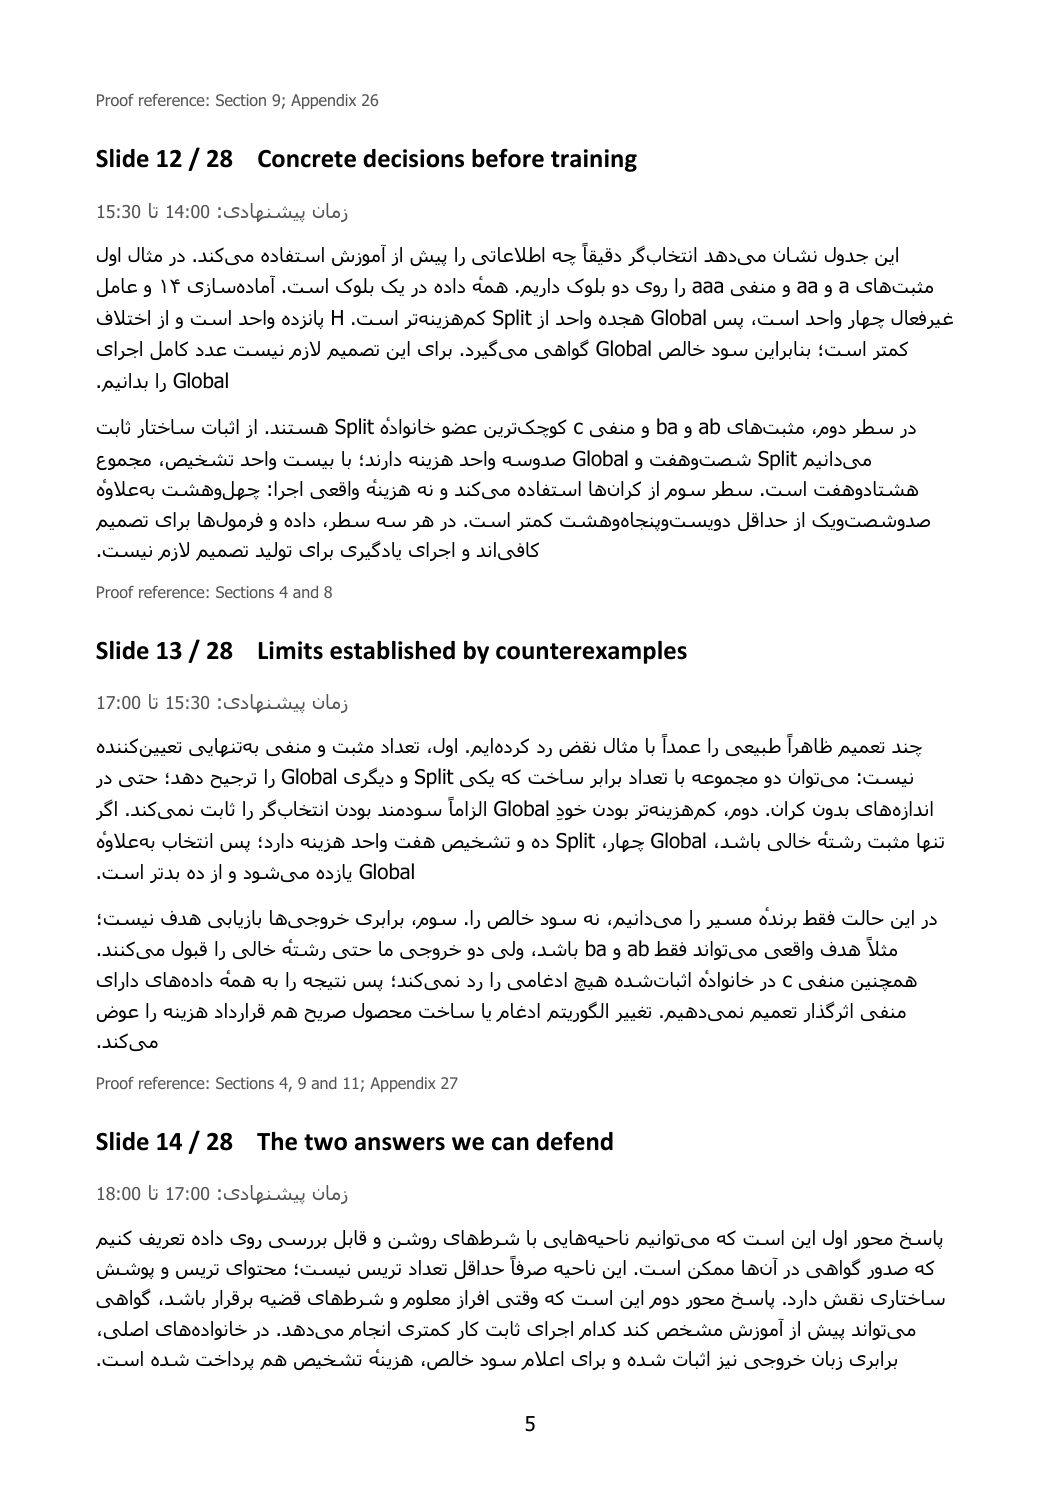 Proof reference: Section 9; Appendix 26
Slide 12 / 28 Concrete decisions before training
زمان پیشنهادی: 14:00 تا 15:30
این جدول نشان می‌دهد انتخاب‌گر دقیقاً چه اطلاعاتی را پیش از آموزش استفاده می‌کند. در مثال اول
مثبت‌های a و aa و منفی aaa را روی دو بلوک داریم. همهٔ داده در یک بلوک است. آماده‌سازی ۱۴ و عامل
غیرفعال چهار واحد است، پس Global هجده واحد از Split کم‌هزینه‌تر است. H پانزده واحد است و از اختلاف
کمتر است؛ بنابراین سود خالص Global گواهی می‌گیرد. برای این تصمیم لازم نیست عدد کامل اجرای
Global را بدانیم.
در سطر دوم، مثبت‌های ab و ba و منفی c کوچک‌ترین عضو خانوادهٔ Split هستند. از اثبات ساختار ثابت
می‌دانیم Split شصت‌وهفت و Global صدوسه واحد هزینه دارند؛ با بیست واحد تشخیص، مجموع
هشتادوهفت است. سطر سوم از کران‌ها استفاده می‌کند و نه هزینهٔ واقعی اجرا: چهل‌وهشت به‌علاوهٔ
صدوشصت‌ویک از حداقل دویست‌وپنجاه‌وهشت کمتر است. در هر سه سطر، داده و فرمول‌ها برای تصمیم
کافی‌اند و اجرای یادگیری برای تولید تصمیم لازم نیست.
Proof reference: Sections 4 and 8
Slide 13 / 28 Limits established by counterexamples
زمان پیشنهادی: 15:30 تا 17:00
چند تعمیم ظاهراً طبیعی را عمداً با مثال نقض رد کرده‌ایم. اول، تعداد مثبت و منفی به‌تنهایی تعیین‌کننده
نیست: می‌توان دو مجموعه با تعداد برابر ساخت که یکی Split و دیگری Global را ترجیح دهد؛ حتی در
اندازه‌های بدون کران. دوم، کم‌هزینه‌تر بودن خودِ Global الزاماً سودمند بودن انتخاب‌گر را ثابت نمی‌کند. اگر
تنها مثبت رشتهٔ خالی باشد، Global چهار، Split ده و تشخیص هفت واحد هزینه دارد؛ پس انتخاب به‌علاوهٔ
Global یازده می‌شود و از ده بدتر است.
در این حالت فقط برندهٔ مسیر را می‌دانیم، نه سود خالص را. سوم، برابری خروجی‌ها بازیابی هدف نیست؛
مثلاً هدف واقعی می‌تواند فقط ab و ba باشد، ولی دو خروجی ما حتی رشتهٔ خالی را قبول می‌کنند.
همچنین منفی c در خانوادهٔ اثبات‌شده هیچ ادغامی را رد نمی‌کند؛ پس نتیجه را به همهٔ داده‌های دارای
منفی اثرگذار تعمیم نمی‌دهیم. تغییر الگوریتم ادغام یا ساخت محصول صریح هم قرارداد هزینه را عوض
می‌کند.
Proof reference: Sections 4, 9 and 11; Appendix 27
Slide 14 / 28 The two answers we can defend
زمان پیشنهادی: 17:00 تا 18:00
پاسخ محور اول این است که می‌توانیم ناحیه‌هایی با شرط‌های روشن و قابل بررسی روی داده تعریف کنیم
که صدور گواهی در آن‌ها ممکن است. این ناحیه صرفاً حداقل تعداد تریس نیست؛ محتوای تریس و پوشش
ساختاری نقش دارد. پاسخ محور دوم این است که وقتی افراز معلوم و شرط‌های قضیه برقرار باشد، گواهی
می‌تواند پیش از آموزش مشخص کند کدام اجرای ثابت کار کمتری انجام می‌دهد. در خانواده‌های اصلی،
برابری زبان خروجی نیز اثبات شده و برای اعلام سود خالص، هزینهٔ تشخیص هم پرداخت شده است.
5